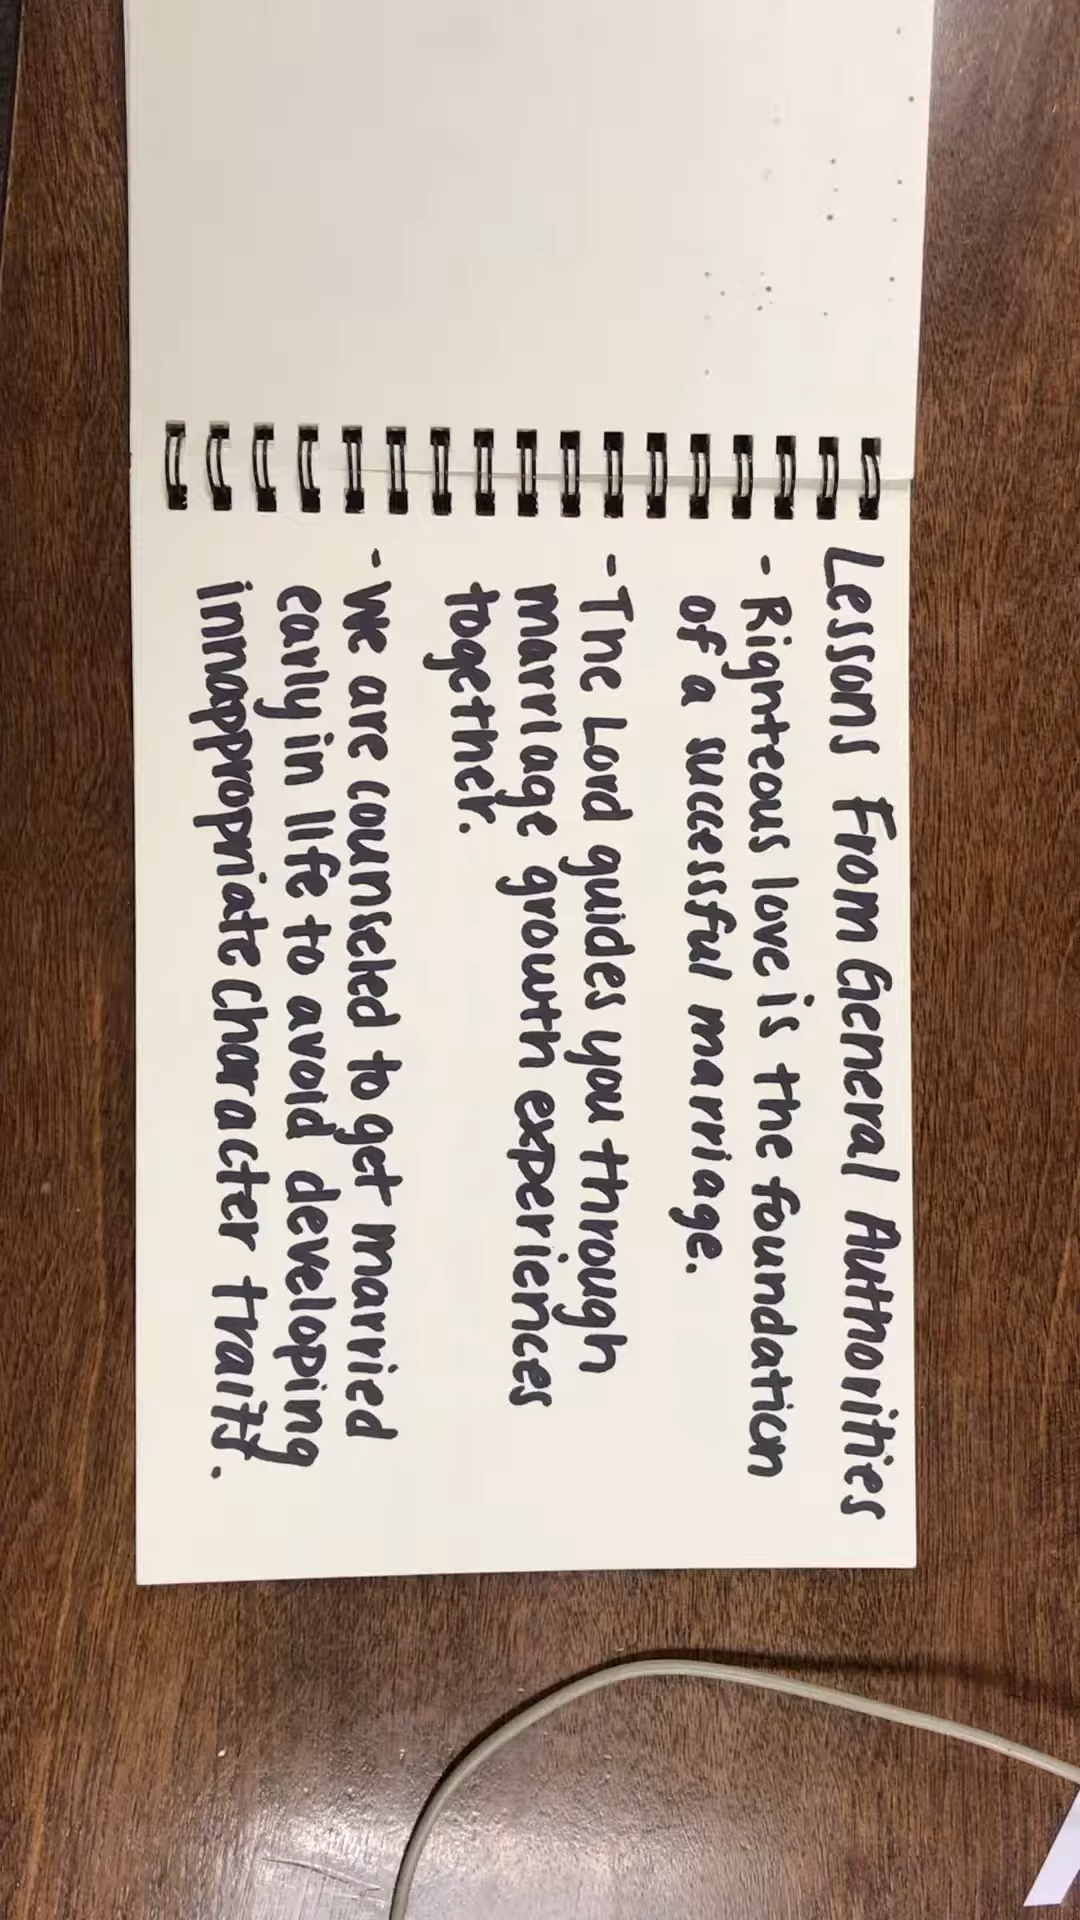 Lessons From General Authorities
- Righteous love is the foundation
of a successful marriage.
- The Lord guides you through
marriage growth experiences
together.
- We are counseled to get married
early in life to avoid developing
innappropriate character traits.